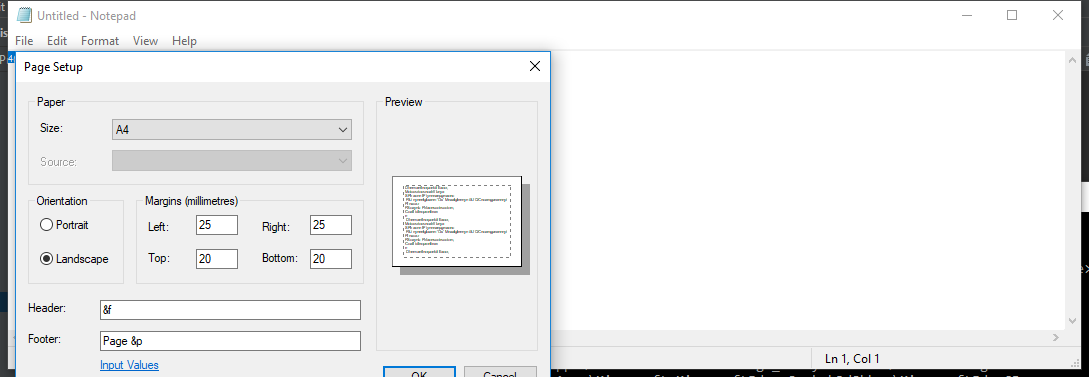 Untitled - Notepad
File Edit Format View Help
Page Setup
Paper
Size: A4
Source:
Orientation
Portrait
Landscape
Margins (millimetres)
Left: 25 Right: 25
Top: 20 Bottom: 20
Preview
Header: &f
Footer: Page &p
Input Values
OK Cancel
Ln 1, Col 1